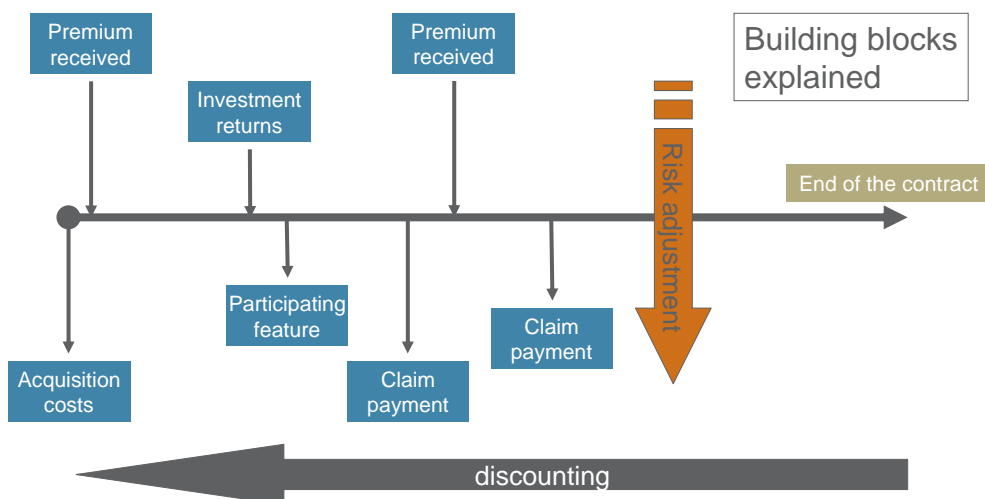 Premium
received
Premium
received
Building blocks
explained
Investment
returns
Risk adjustment
End of the contract
Participating
feature
Claim
payment
Acquisition
costs
Claim
payment
discounting